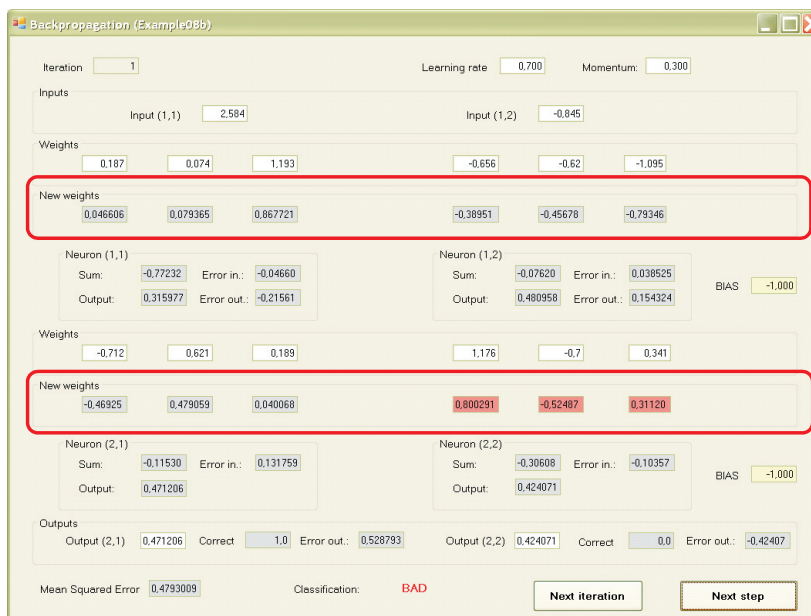 Backpropagation (Example08b)
Iteration 1 Learning rate 0,700 Momentum: 0,300
Inputs
Input (1,1) 2,584 Input (1,2) -0,845
Weights
0,187 0,074 1,193 -0,656 -0,62 -1,095
New weights
0,046606 0,079365 0,867721 -0,38951 -0,45678 -0,79346
Neuron (1,1) Neuron (1,2)
Sum: -0,77232 Error in.: -0,04660 Sum: -0,07620 Error in.: 0,038525
BIAS -1,000
Output: 0,315977 Error out.: -0,21561 Output: 0,480958 Error out.: 0,154324
Weights
-0,712 0,621 0,189 1,176 -0,7 0,341
New weights
-0,46925 0,479059 0,040068 0,800291 -0,52487 0,31120
Neuron (2,1) Neuron (2,2)
Sum: -0,11530 Error in.: 0,131759 Sum: -0,30608 Error in.: -0,10357
BIAS -1,000
Output: 0,471206 Output: 0,424071
Outputs
Output (2,1) 0,471206 Correct 1,0 Error out.: 0,528793 Output (2,2) 0,424071 Correct 0,0 Error out.: -0,42407
Mean Squared Error 0,4793009 Classification: BAD Next iteration Next step